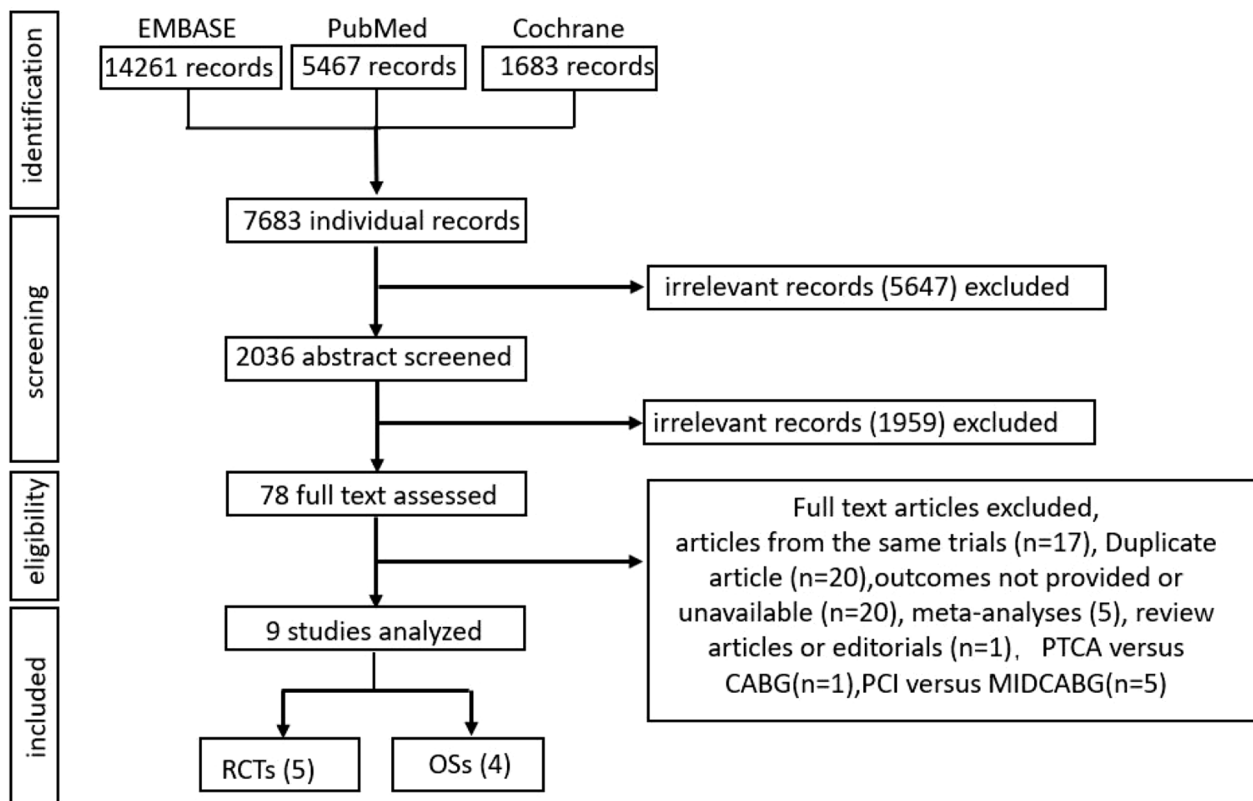 identification
EMBASE
PubMed
Cochrane
14261 records
5467 records
1683 records
7683 individual records
screening
irrelevant records (5647) excluded
2036 abstract screened
irrelevant records (1959) excluded
eligibility
78 full text assessed
Full text articles excluded,
articles from the same trials (n=17), Duplicate
article (n=20),outcomes not provided or
unavailable (n=20), meta-analyses (5), review
articles or editorials (n=1),  PTCA versus
CABG(n=1),PCI versus MIDCABG(n=5)
included
9 studies analyzed
RCTs (5)
OSs (4)